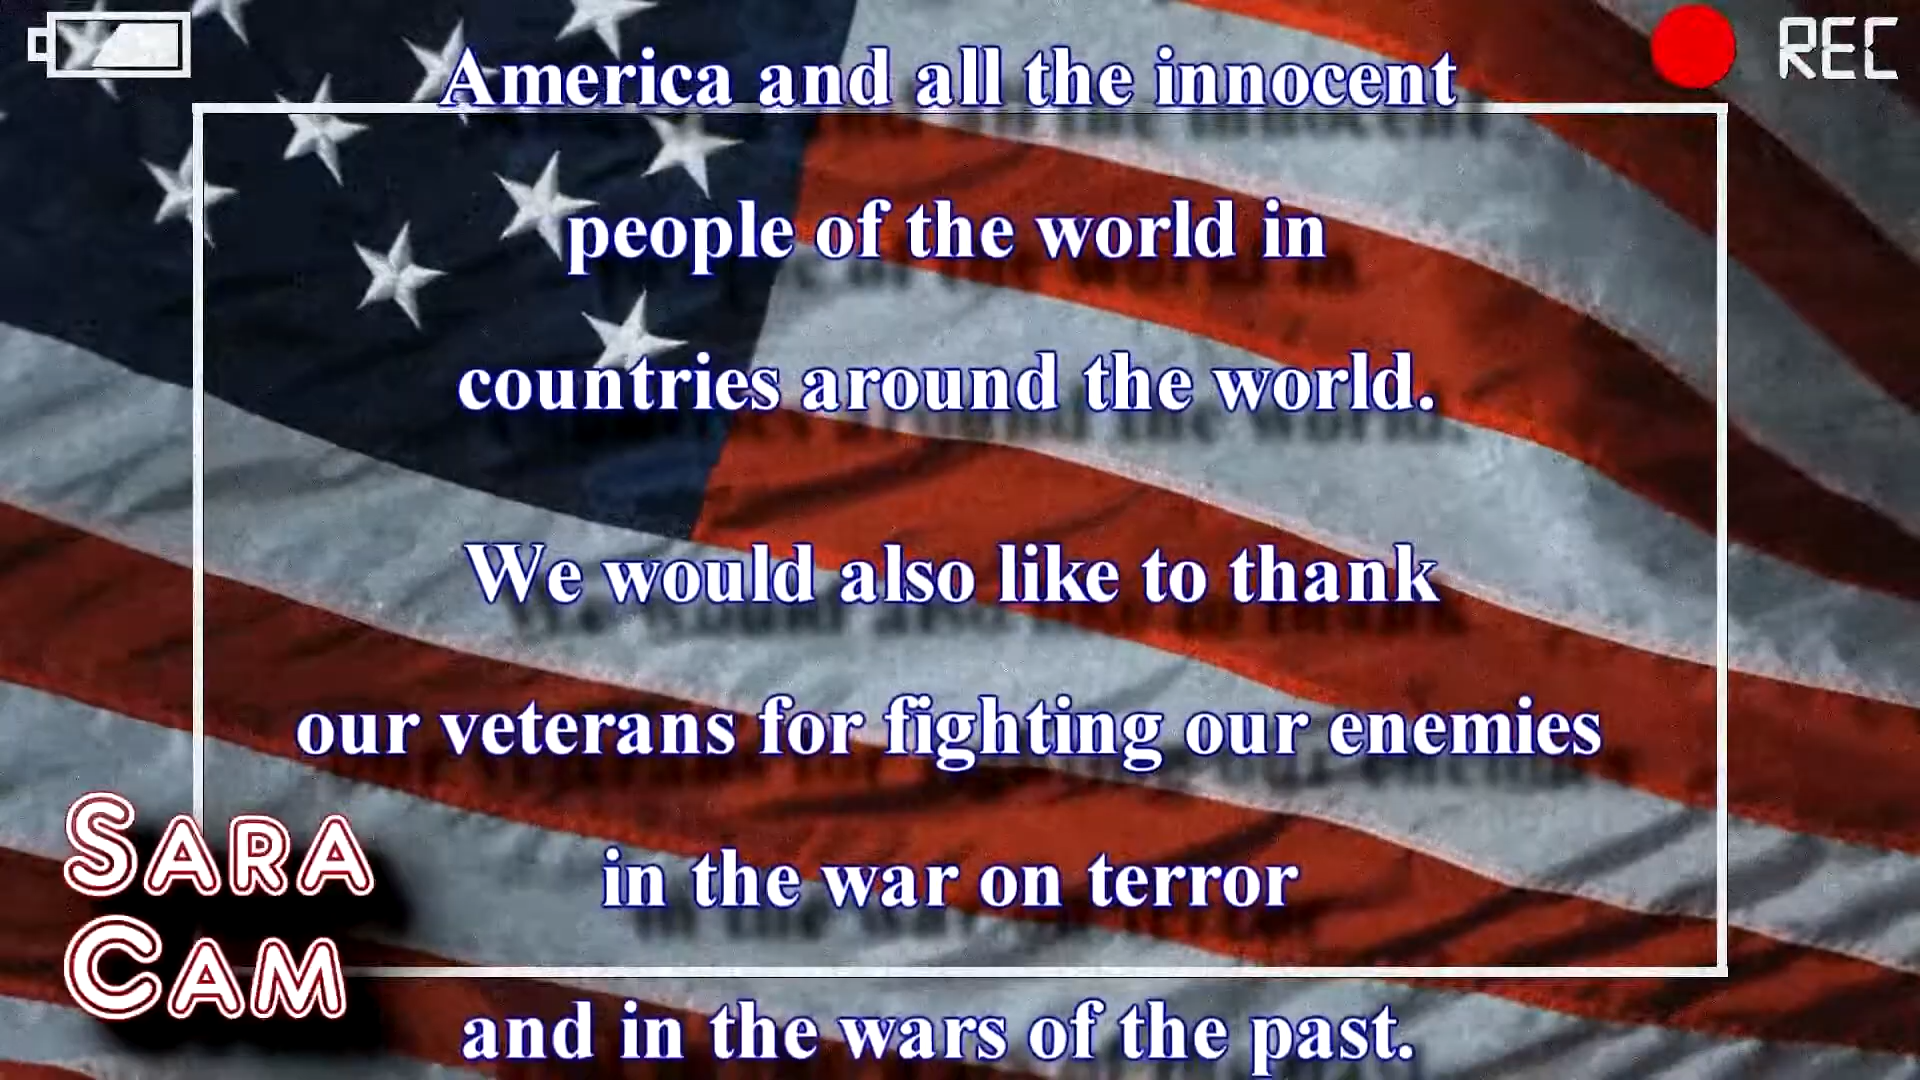 REC
America and all the innocent
people of the world in
countries around the world.
We would also like to thank
our veterans for fighting our enemies
in the war on terror
and in the wars of the past.
SARA
CAM